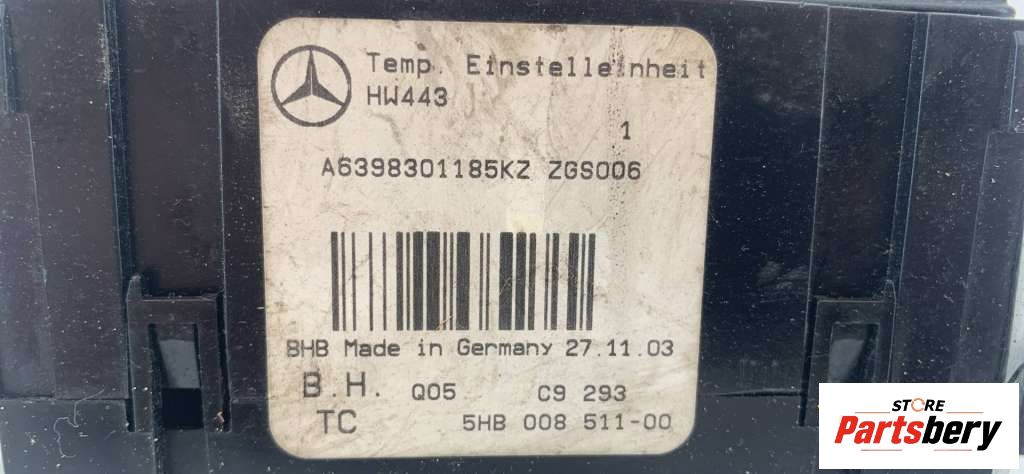 Temp. Einstelleinheit
HW443
1
A6398301185KZ ZGS006
BHB Made in Germany 27.11.03
B.H. Q05 C9 293
TC 5HB 008 511-00
STORE
Partsbery